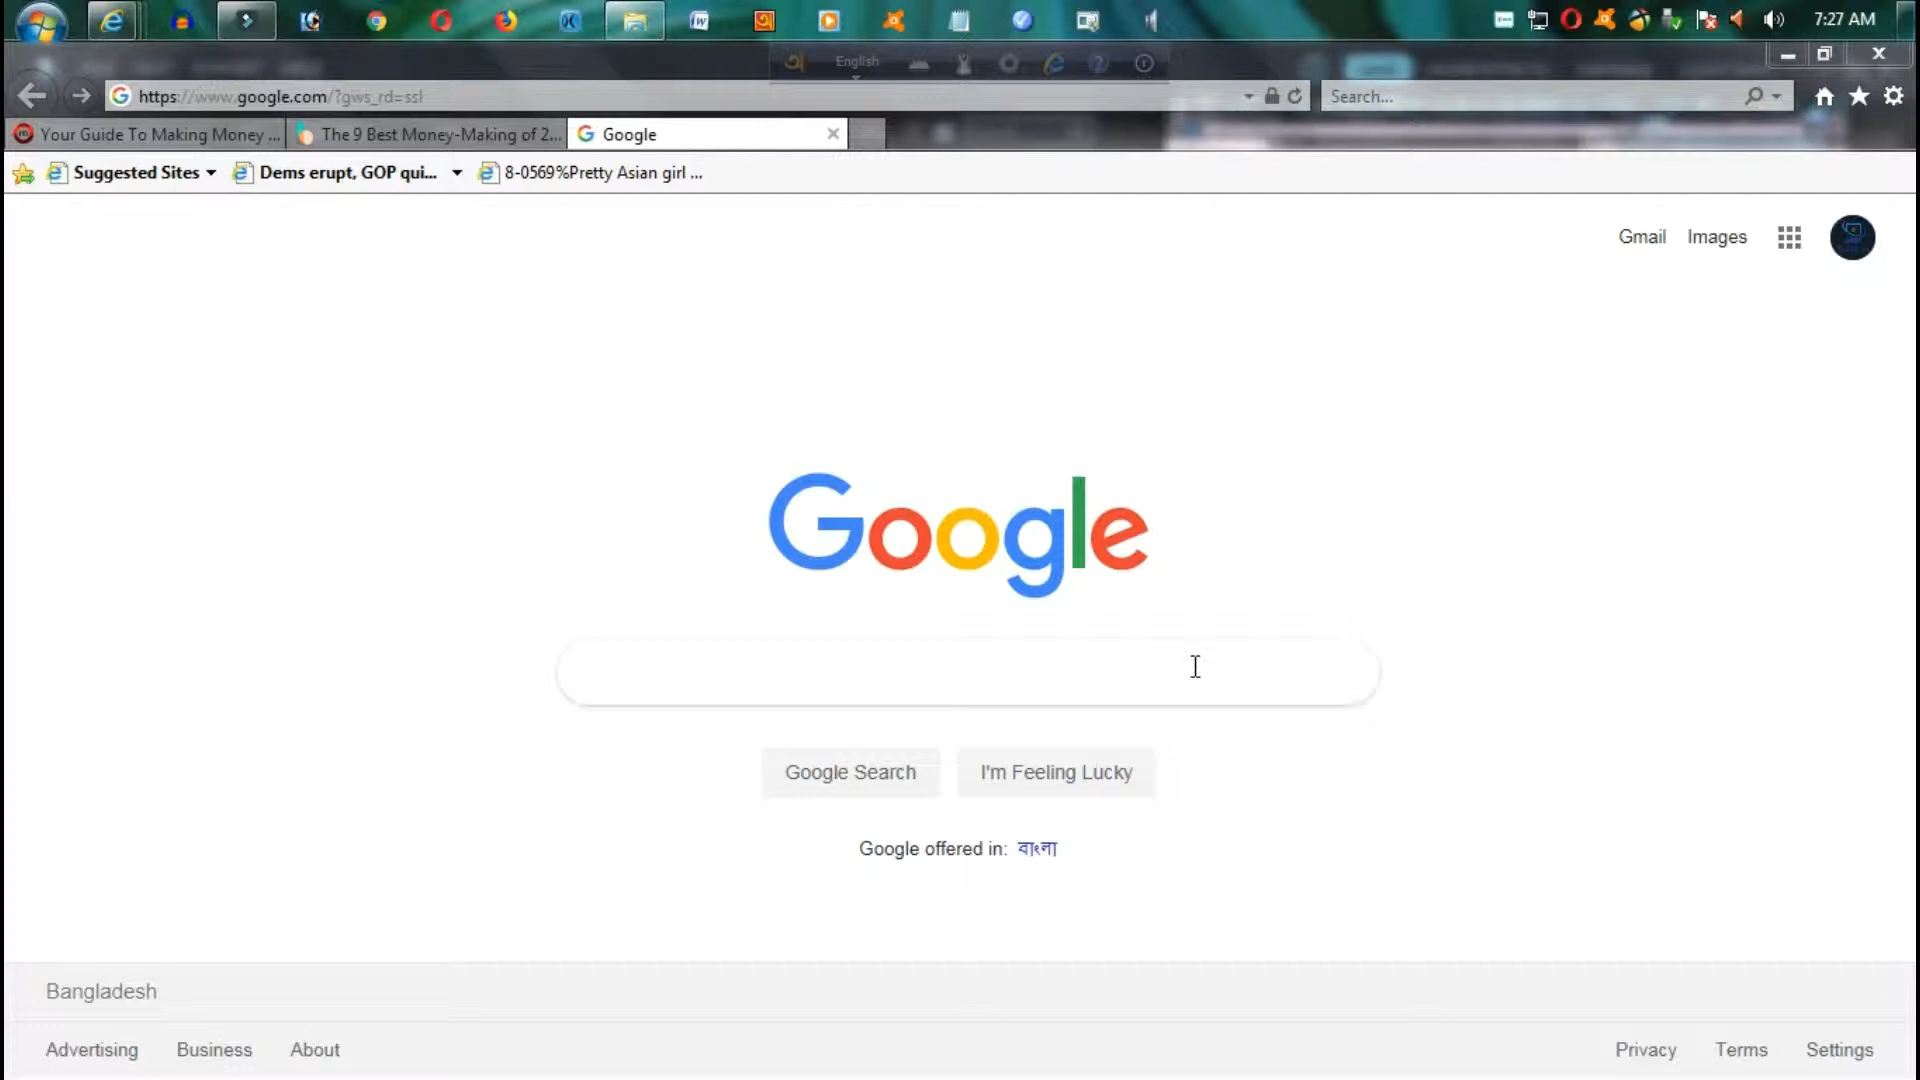 7:27 AM
English
https://www.google.com/?gws_rd=ssl
Search...
Your Guide To Making Money ...
The 9 Best Money-Making of 2...
Google
Suggested Sites
Dems erupt, GOP qui...
8-0569%Pretty Asian girl ...
Gmail Images
Google
Google Search
I'm Feeling Lucky
Google offered in: বাংলা
Bangladesh
Advertising Business About
Privacy Terms Settings